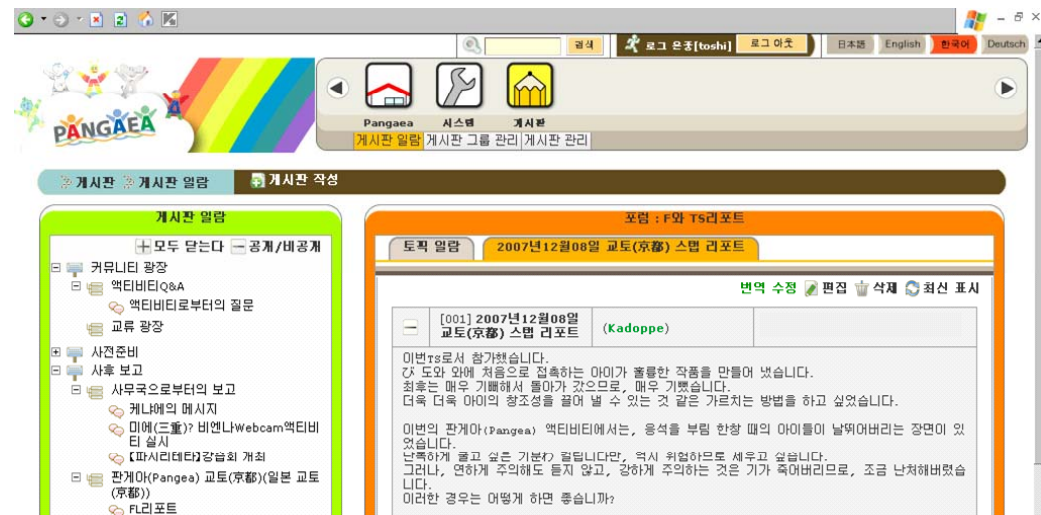 검색
로그 온중[toshi]
로그 아웃
日本語
English
한국어
Deutsch
PANGAEA
Pangaea
시스템
게시판
게시판 일람
게시판 그룹 관리
게시판 관리
게시판
게시판 일람
게시판 작성
게시판 일람
모두 닫는다
공개/비공개
커뮤니티 광장
액티비티Q&A
액티비티로부터의 질문
교류 광장
사전준비
사후 보고
사무국으로부터의 보고
케냐에의 메시지
미에(三重)? 비엔나Webcam액티비
티 실시
【파시리테타】강습회 개최
판게아(Pangea) 교토(京都)(일본 교토
(京都))
FL리포트
포럼 : F와 TS리포트
토픽 일람
2007년12월08일 교토(京都) 스탭 리포트
번역 수정
편집
삭제
최신 표시
[001] 2007년12월08일
교토(京都) 스탭 리포트
(Kadoppe)
이번TS로서 참가했습니다.
び 도와 와에 처음으로 접촉하는 아이가 훌륭한 작품을 만들어 냈습니다.
최후는 매우 기뻐해서 돌아가 갔으므로, 매우 기뻤습니다.
더욱 더욱 아이의 창조성을 끌어 낼 수 있는 것 같은 가르치는 방법을 하고 싶었습니다.
이번의 판게아(Pangea) 액티비티에서는, 응석을 부림 한창 때의 아이들이 날뛰어버리는 장면이 있
었습니다.
난폭하게 굴고 싶은 기분わ 걸립니다만, 역시 위험하므로 세우고 싶습니다.
그러나, 연하게 주의해도 듣지 않고, 강하게 주의하는 것은 기가 죽어버리므로, 조금 난처해버렸습
니다.
이러한 경우는 어떻게 하면 좋습니까?